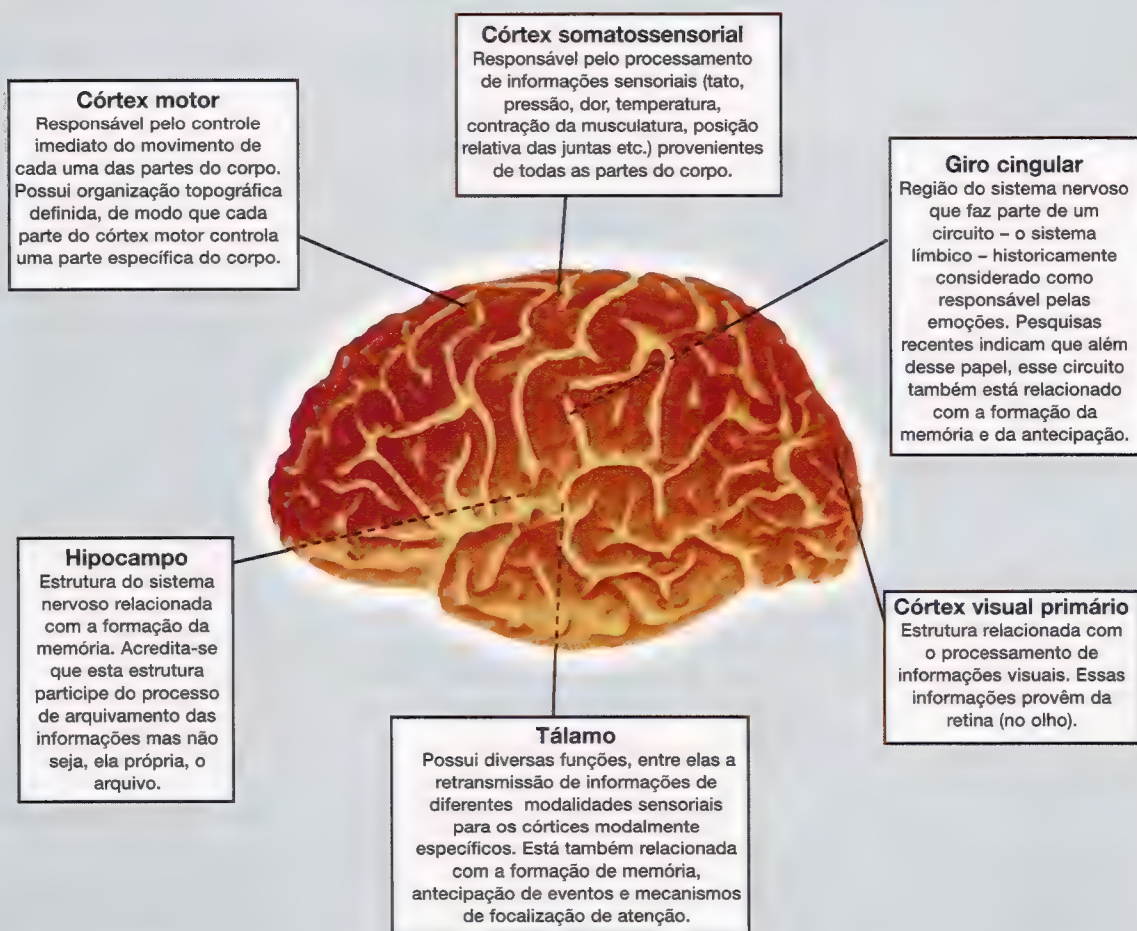 Córtex somatossensorial
Responsável pelo processamento
de informações sensoriais (tato,
pressão, dor, temperatura,
contração da musculatura, posição
relativa das juntas etc.) provenientes
de todas as partes do corpo.
Córtex motor
Responsável pelo controle
imediato do movimento de
cada uma das partes do corpo.
Possui organização topográfica
definida, de modo que cada
parte do córtex motor controla
uma parte específica do corpo.
Giro cingular
Região do sistema nervoso
que faz parte de um
circuito – o sistema
límbico – historicamente
considerado como
responsável pelas
emoções. Pesquisas
recentes indicam que além
desse papel, esse circuito
também está relacionado
com a formação da
memória e da antecipação.
Hipocampo
Estrutura do sistema
nervoso relacionada
com a formação da
memória. Acredita-se
que esta estrutura
participe do processo
de arquivamento das
informações mas não
seja, ela própria, o
arquivo.
Córtex visual primário
Estrutura relacionada com
o processamento de
informações visuais. Essas
informações provêm da
retina (no olho).
Tálamo
Possui diversas funções, entre elas a
retransmissão de informações de
diferentes modalidades sensoriais
para os córtices modalmente
específicos. Está também relacionada
com a formação de memória,
antecipação de eventos e mecanismos
de focalização de atenção.